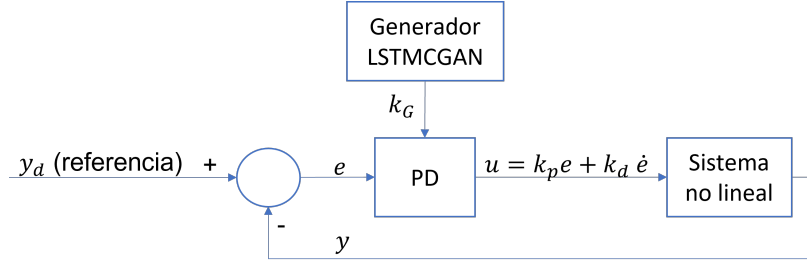 Generador
LSTMCGAN
k_G
y_d (referencia) +
e
PD
u = k_p e + k_d ė
Sistema
no lineal
-
y